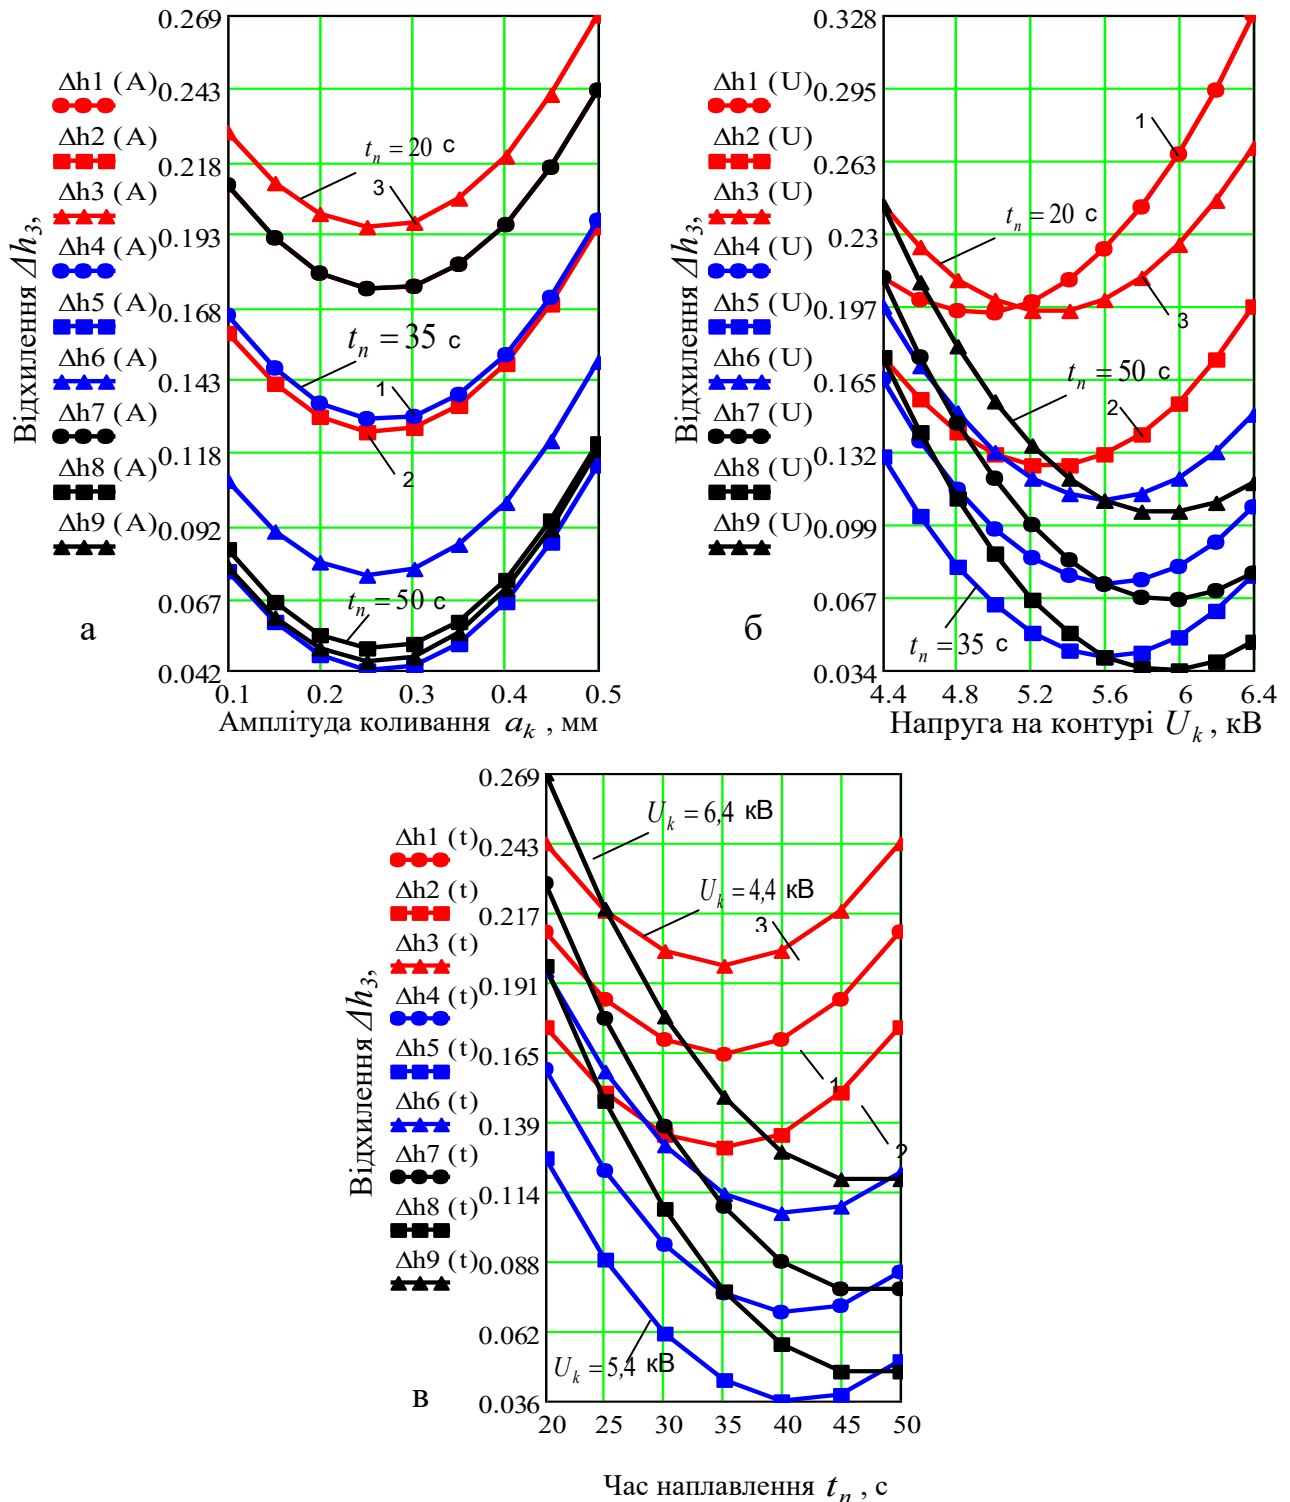 Відхилення Δh₃,
Δh1 (A)
Δh2 (A)
Δh3 (A)
Δh4 (A)
Δh5 (A)
Δh6 (A)
Δh7 (A)
Δh8 (A)
Δh9 (A)
0.269
0.243
0.218
0.193
0.168
0.143
0.118
0.092
0.067
0.042
tₙ = 20 с
3
tₙ = 35 с
1
2
tₙ = 50 с
а
0.1 0.2 0.3 0.4 0.5
Амплітуда коливання aₖ , мм
Відхилення Δh₃,
Δh1 (U)
Δh2 (U)
Δh3 (U)
Δh4 (U)
Δh5 (U)
Δh6 (U)
Δh7 (U)
Δh8 (U)
Δh9 (U)
0.328
0.295
0.263
0.23
0.197
0.165
0.132
0.099
0.067
0.034
1
tₙ = 20 с
3
tₙ = 50 с
2
tₙ = 35 с
б
4.4 4.8 5.2 5.6 6 6.4
Напруга на контурі Uₖ , кВ
Відхилення Δh₃,
Δh1 (t)
Δh2 (t)
Δh3 (t)
Δh4 (t)
Δh5 (t)
Δh6 (t)
Δh7 (t)
Δh8 (t)
Δh9 (t)
0.269
0.243
0.217
0.191
0.165
0.139
0.114
0.088
0.062
0.036
Uₖ = 6,4 кВ
Uₖ = 4,4 кВ
3
1
2
Uₖ = 5,4 кВ
в
20 25 30 35 40 45 50
Час наплавлення tₙ , с